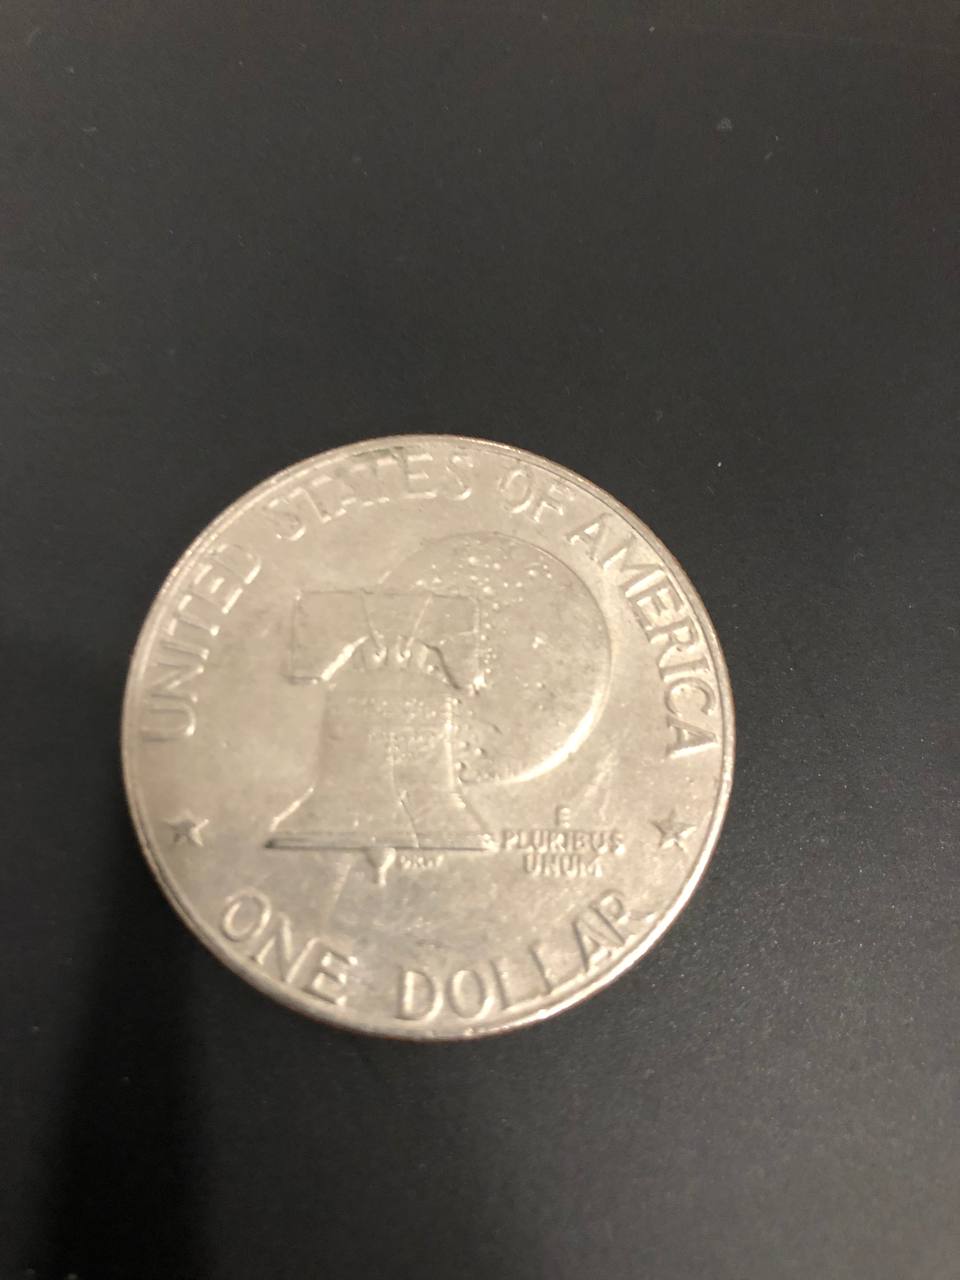 UNITED STATES OF AMERICA
E
PLURIBUS
UNUM
ONE DOLLAR